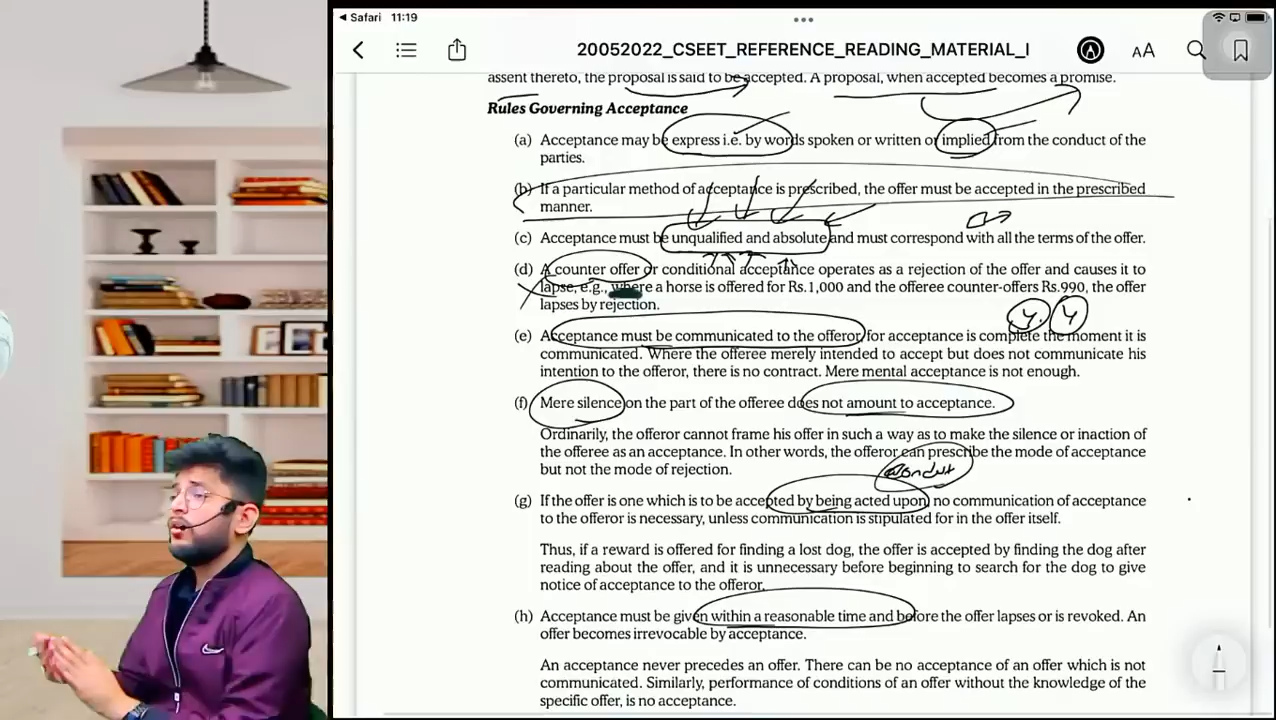 Safari 11:19
20052022_CSEET_REFERENCE_READING_MATERIAL_I
AA
assent thereto, the proposal is said to be accepted. A proposal, when accepted becomes a promise.
Rules Governing Acceptance
(a) Acceptance may be express i.e. by words spoken or written or implied from the conduct of the
parties.
(b) If a particular method of acceptance is prescribed, the offer must be accepted in the prescribed
manner.
(c) Acceptance must be unqualified and absolute and must correspond with all the terms of the offer.
(d) A counter offer or conditional acceptance operates as a rejection of the offer and causes it to
lapse, e.g., where a horse is offered for Rs.1,000 and the offeree counter-offers Rs.990, the offer
lapses by rejection.
(e) Acceptance must be communicated to the offeror, for acceptance is complete the moment it is
communicated. Where the offeree merely intended to accept but does not communicate his
intention to the offeror, there is no contract. Mere mental acceptance is not enough.
(f) Mere silence on the part of the offeree does not amount to acceptance.
Ordinarily, the offeror cannot frame his offer in such a way as to make the silence or inaction of
the offeree as an acceptance. In other words, the offeror can prescribe the mode of acceptance
but not the mode of rejection.
Conduct
(g) If the offer is one which is to be accepted by being acted upon, no communication of acceptance
to the offeror is necessary, unless communication is stipulated for in the offer itself.
Thus, if a reward is offered for finding a lost dog, the offer is accepted by finding the dog after
reading about the offer, and it is unnecessary before beginning to search for the dog to give
notice of acceptance to the offeror.
(h) Acceptance must be given within a reasonable time and before the offer lapses or is revoked. An
offer becomes irrevocable by acceptance.
An acceptance never precedes an offer. There can be no acceptance of an offer which is not
communicated. Similarly, performance of conditions of an offer without the knowledge of the
specific offer, is no acceptance.